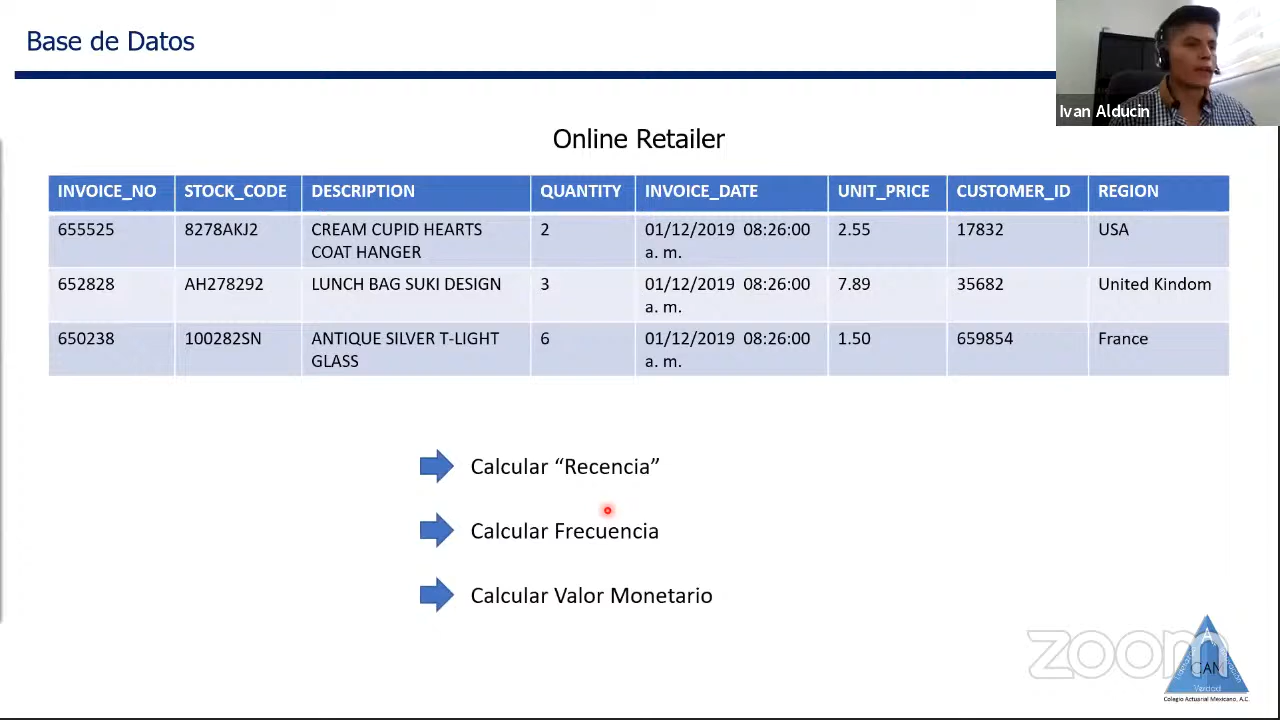 Base de Datos
Ivan Alducin
Online Retailer
INVOICE_NO STOCK_CODE DESCRIPTION QUANTITY INVOICE_DATE UNIT_PRICE CUSTOMER_ID REGION
655525 8278AKJ2 CREAM CUPID HEARTS 2 01/12/2019 08:26:00 2.55 17832 USA
COAT HANGER a. m.
652828 AH278292 LUNCH BAG SUKI DESIGN 3 01/12/2019 08:26:00 7.89 35682 United Kindom
a. m.
650238 100282SN ANTIQUE SILVER T-LIGHT 6 01/12/2019 08:26:00 1.50 659854 France
GLASS a. m.
Calcular “Recencia”
Calcular Frecuencia
Calcular Valor Monetario
zoom
CAM
Verdad
Colegio Actuarial Mexicano, A.C.